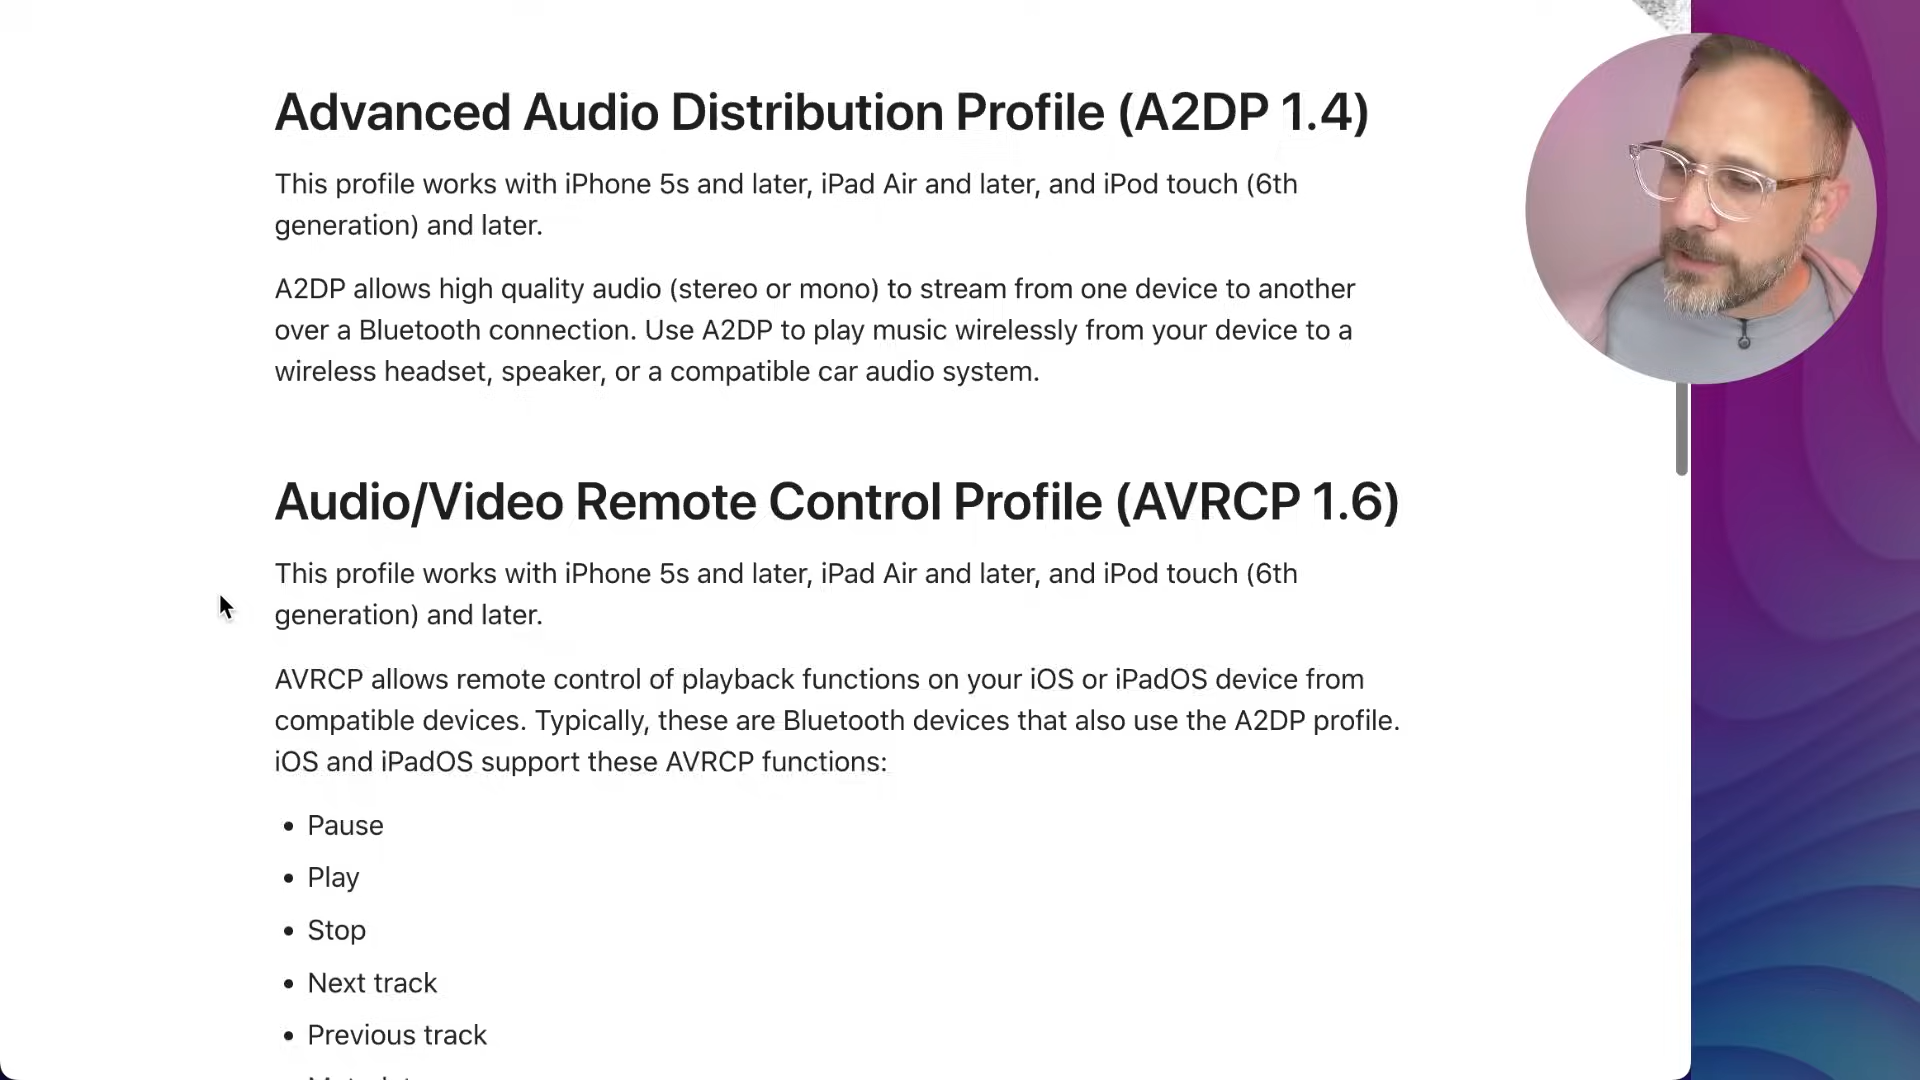 Advanced Audio Distribution Profile (A2DP 1.4)
This profile works with iPhone 5s and later, iPad Air and later, and iPod touch (6th
generation) and later.
A2DP allows high quality audio (stereo or mono) to stream from one device to another
over a Bluetooth connection. Use A2DP to play music wirelessly from your device to a
wireless headset, speaker, or a compatible car audio system.
Audio/Video Remote Control Profile (AVRCP 1.6)
This profile works with iPhone 5s and later, iPad Air and later, and iPod touch (6th
generation) and later.
AVRCP allows remote control of playback functions on your iOS or iPadOS device from
compatible devices. Typically, these are Bluetooth devices that also use the A2DP profile.
iOS and iPadOS support these AVRCP functions:
• Pause
• Play
• Stop
• Next track
• Previous track